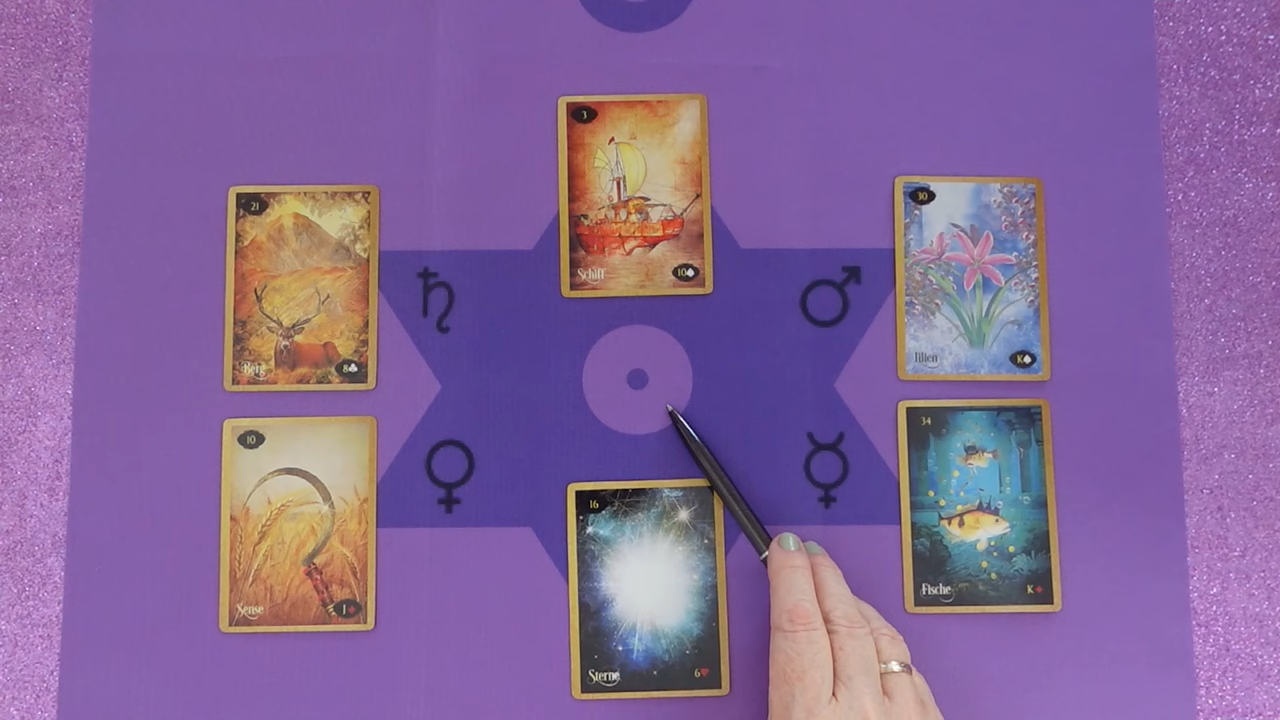 3
Schiff
10♠
21
Berg
8♣
30
Lilien
K♠
♄
♂
10
Sense
J♦
♀
☿
16
Sterne
6♥
34
Fische
K♦